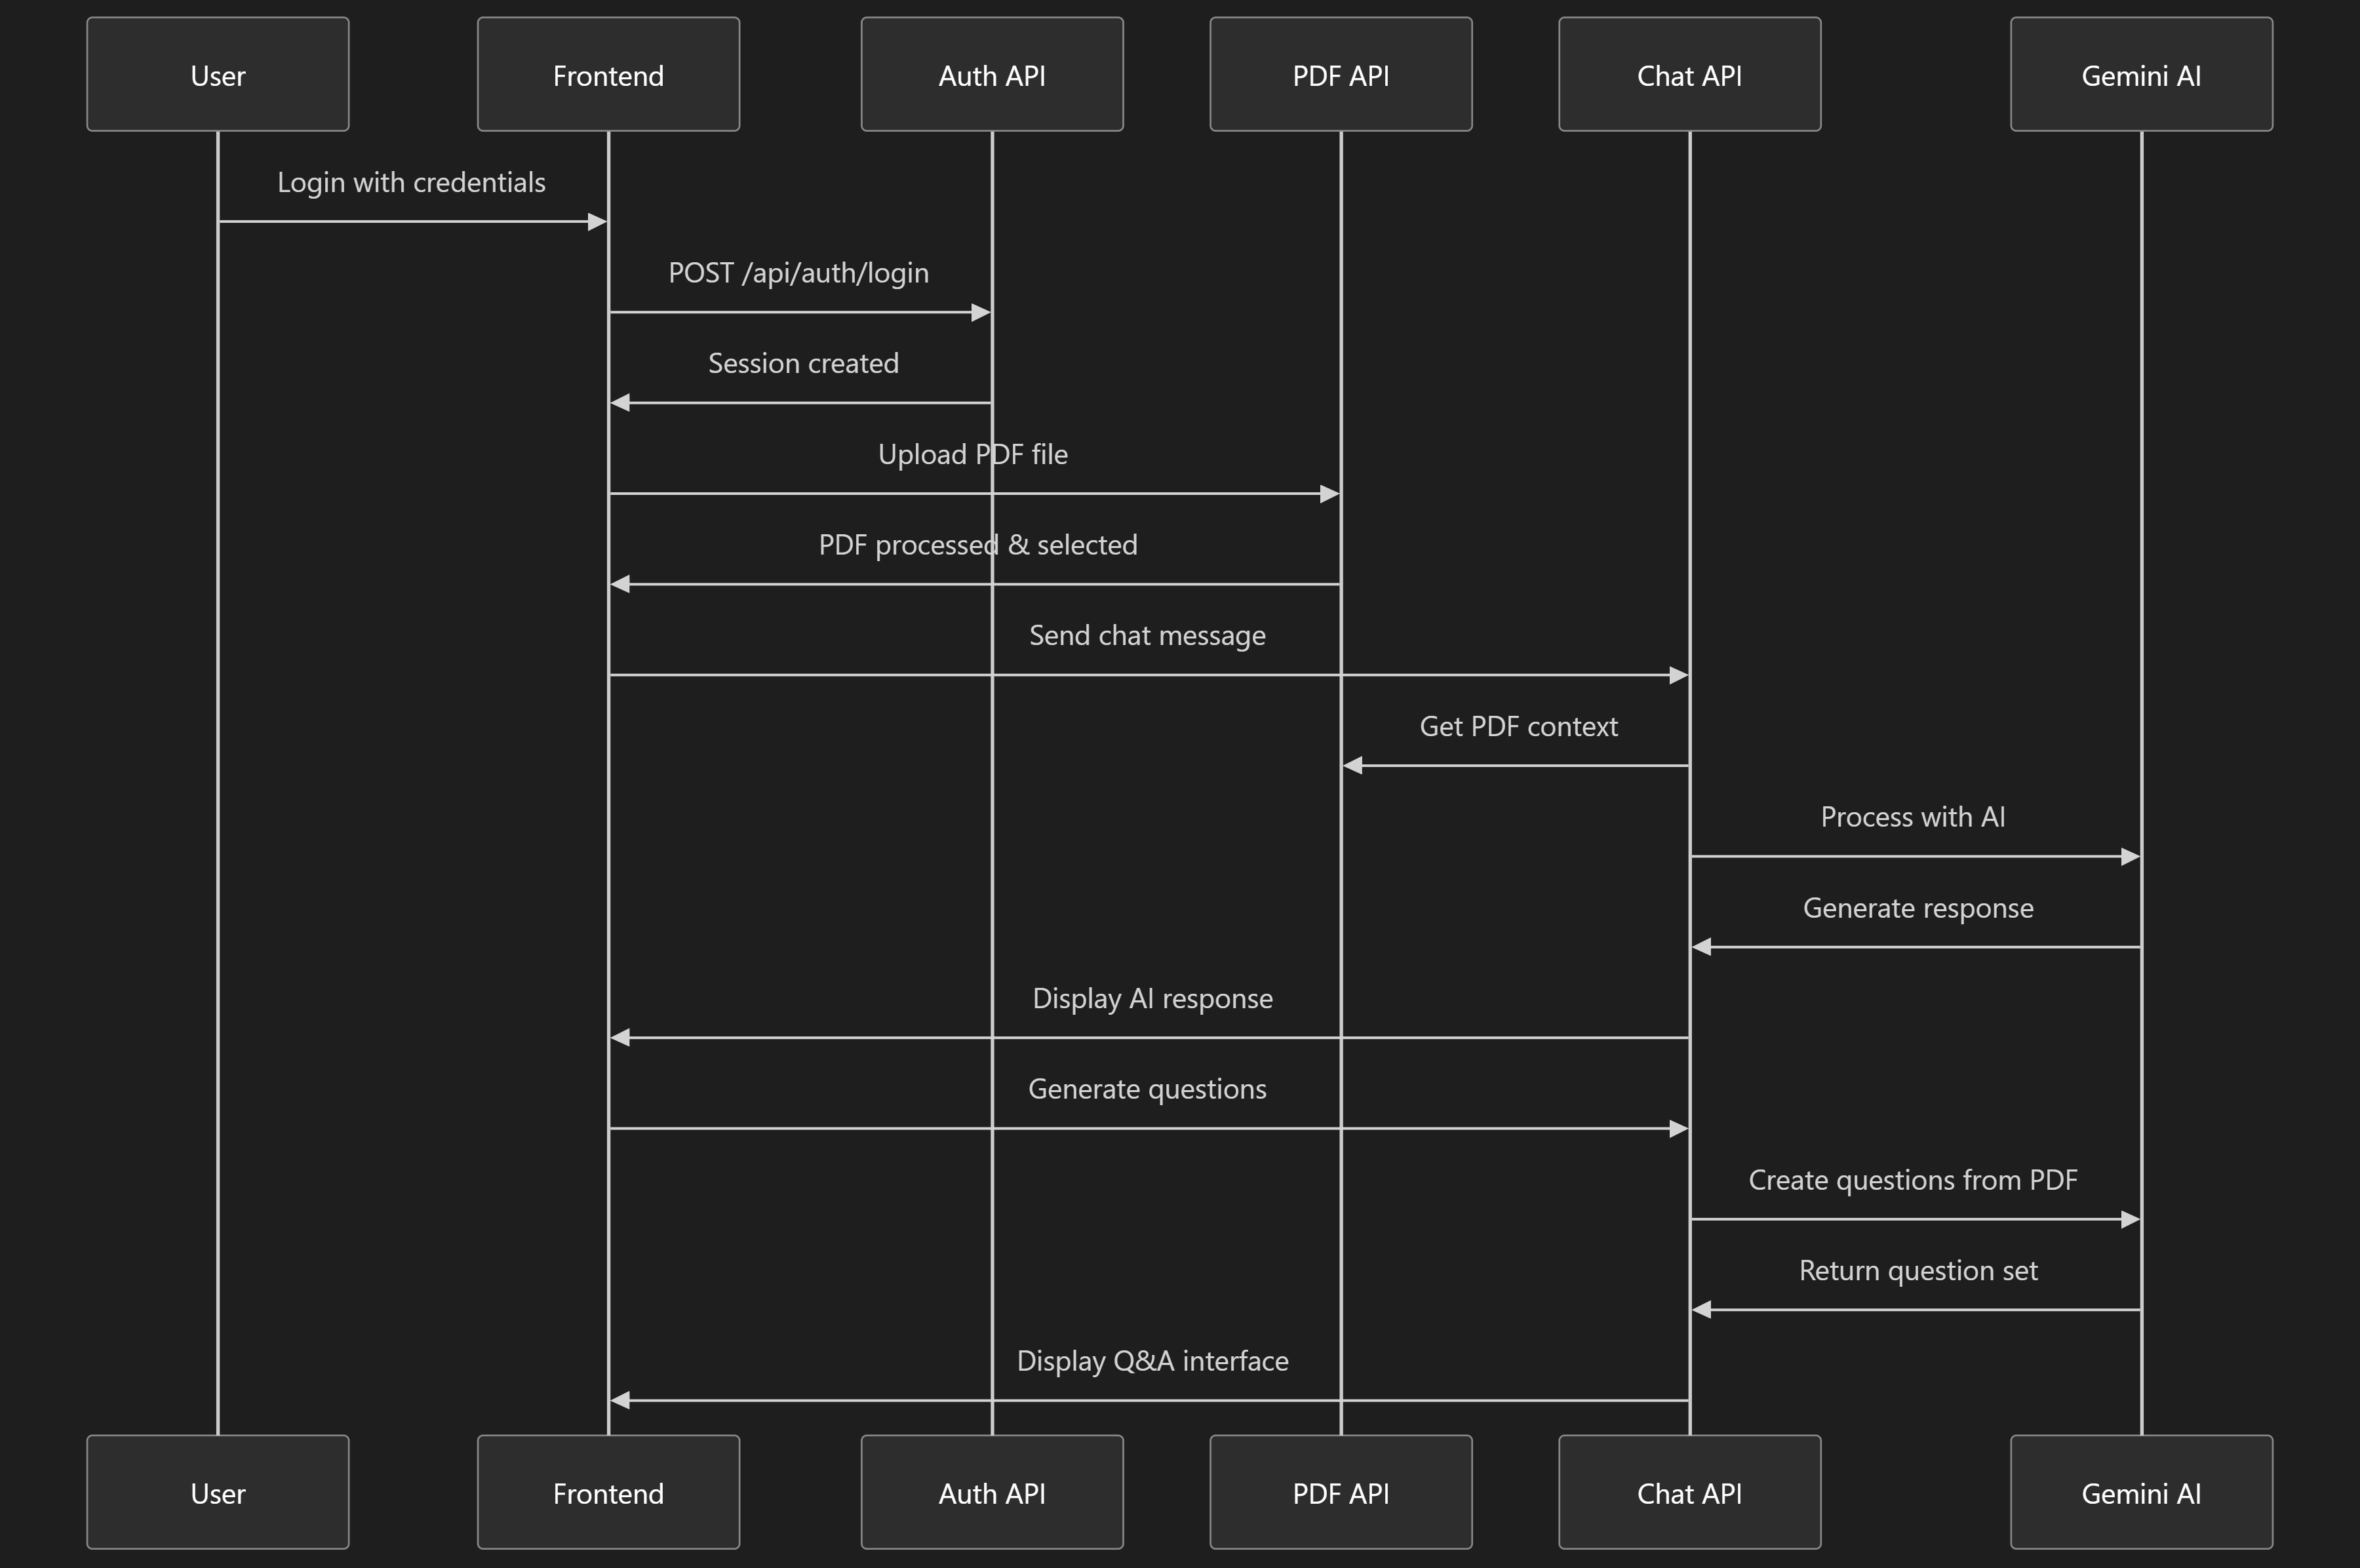 User
Frontend
Auth API
PDF API
Chat API
Gemini AI
Login with credentials
POST /api/auth/login
Session created
Upload PDF file
PDF processed & selected
Send chat message
Get PDF context
Process with AI
Generate response
Display AI response
Generate questions
Create questions from PDF
Return question set
Display Q&A interface
User
Frontend
Auth API
PDF API
Chat API
Gemini AI